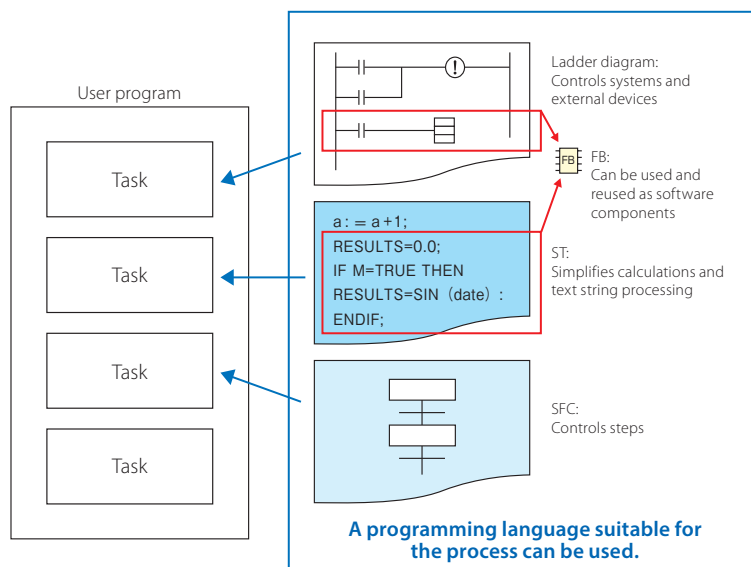 User program
Task
Task
Task
Task
Ladder diagram:
Controls systems and
external devices
FB
FB:
Can be used and
reused as software
components
a : = a +1;
RESULTS=0.0;
IF M=TRUE THEN
RESULTS=SIN (date) :
ENDIF;
ST:
Simplifies calculations and
text string processing
SFC:
Controls steps
A programming language suitable for
the process can be used.